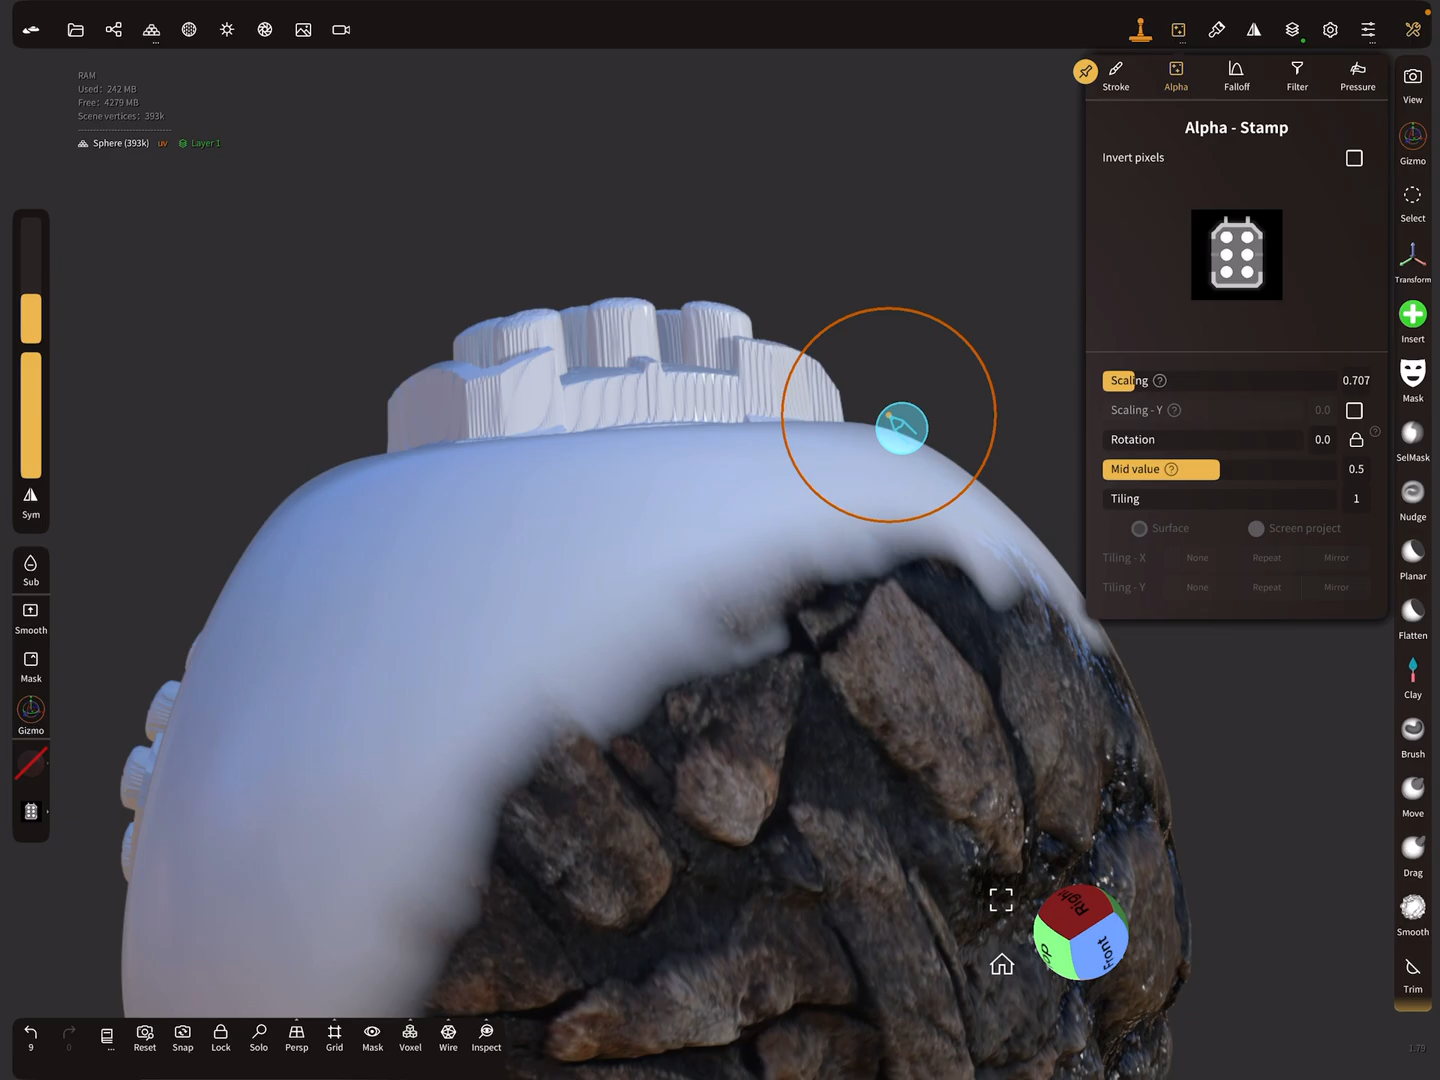 RAM
Used: 242 MB
Free: 4279 MB
Scene vertices: 393k
Sphere (393k) uv Layer 1
Stroke Alpha Falloff Filter Pressure
Alpha - Stamp
Invert pixels
Scaling ? 0.707
Scaling - Y ? 0.0
Rotation 0.0 ?
Mid value ? 0.5
Tiling 1
Surface Screen project
Tiling - X None Repeat Mirror
Tiling - Y None Repeat Mirror
View
Gizmo
Select
Transform
Insert
Mask
SelMask
Nudge
Planar
Flatten
Clay
Brush
Move
Drag
Smooth
Trim
Sym
Sub
Smooth
Mask
Gizmo
Right
Front
9 0 Reset Snap Lock Solo Persp Grid Mask Voxel Wire Inspect
1.79